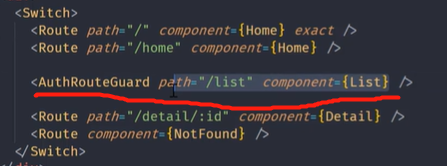 <Switch>
<Route path="/" component={Home} exact />
<Route path="/home" component={Home} />
<AuthRouteGuard path="/list" component={List} />
<Route path="/detail/:id" component={Detail} />
<Route component={NotFound} />
</Switch>